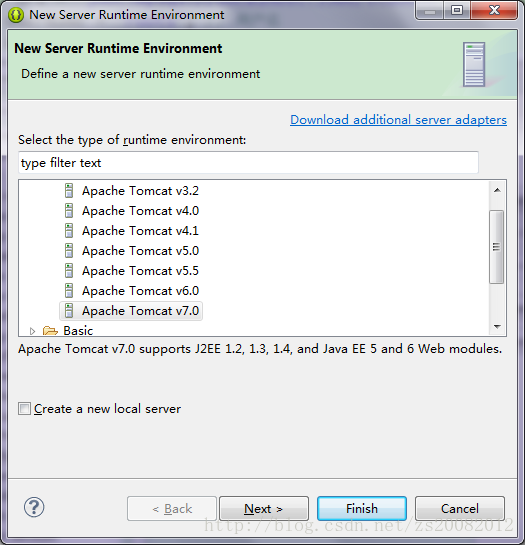 New Server Runtime Environment
New Server Runtime Environment
Define a new server runtime environment
Download additional server adapters
Select the type of runtime environment:
type filter text
Apache Tomcat v3.2
Apache Tomcat v4.0
Apache Tomcat v4.1
Apache Tomcat v5.0
Apache Tomcat v5.5
Apache Tomcat v6.0
Apache Tomcat v7.0
Basic
Apache Tomcat v7.0 supports J2EE 1.2, 1.3, 1.4, and Java EE 5 and 6 Web modules.
Create a new local server
? < Back Next > Finish Cancel
http://blog.csdn.net/zs20082012